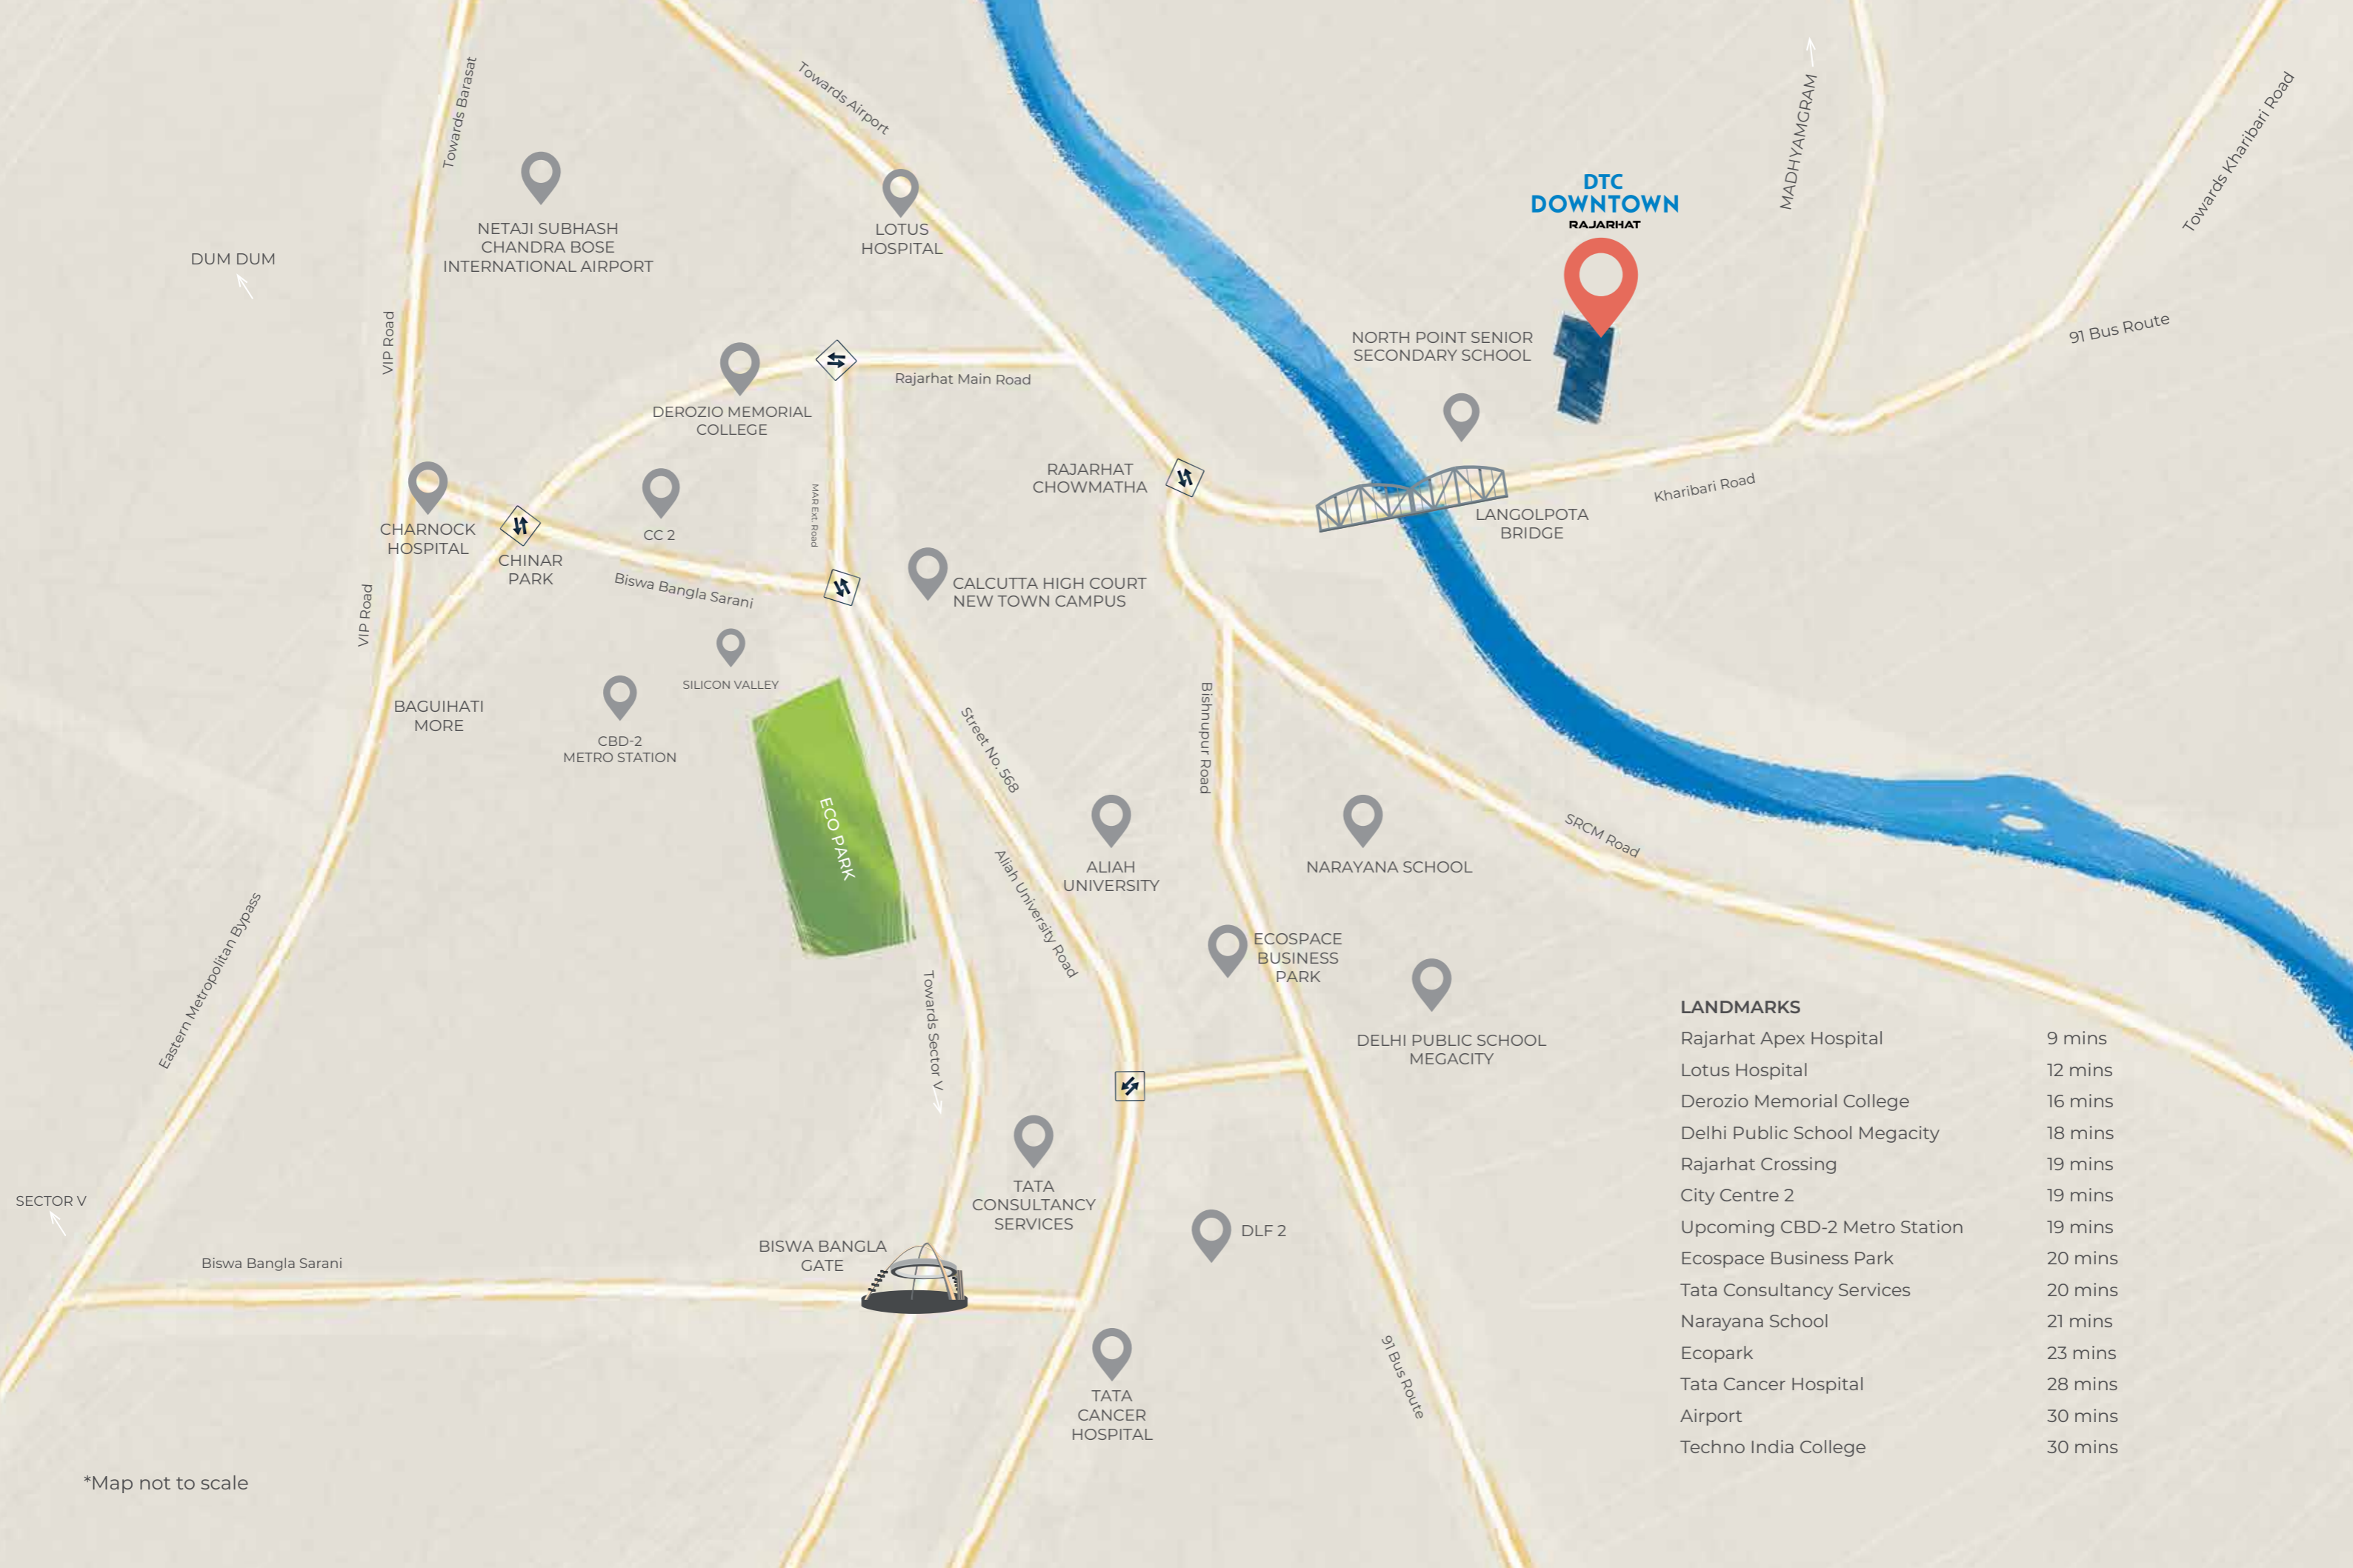 Towards Barasat
Towards Airport
MADHYAMGRAM
Towards Kharibari Road
DTC
DOWNTOWN
RAJARHAT
NETAJI SUBHASH
CHANDRA BOSE
INTERNATIONAL AIRPORT
LOTUS
HOSPITAL
DUM DUM
VIP Road
NORTH POINT SENIOR
SECONDARY SCHOOL
91 Bus Route
Rajarhat Main Road
DEROZIO MEMORIAL
COLLEGE
RAJARHAT
CHOWMATHA
Kharibari Road
MAR Ext. Road
CHARNOCK
HOSPITAL
CC 2
LANGOLPOTA
BRIDGE
CHINAR
PARK
Biswa Bangla Sarani
CALCUTTA HIGH COURT
NEW TOWN CAMPUS
VIP Road
SILICON VALLEY
BAGUIHATI
MORE
CBD-2
METRO STATION
Street No. 568
Bishnupur Road
ECO PARK
SRCM Road
ALIAH
UNIVERSITY
NARAYANA SCHOOL
Aliah University Road
Eastern Metropolitan Bypass
ECOSPACE
BUSINESS
PARK
Towards Sector V
DELHI PUBLIC SCHOOL
MEGACITY
TATA
CONSULTANCY
SERVICES
SECTOR V
DLF 2
BISWA BANGLA
GATE
Biswa Bangla Sarani
91 Bus Route
TATA
CANCER
HOSPITAL
LANDMARKS
Rajarhat Apex Hospital 9 mins
Lotus Hospital 12 mins
Derozio Memorial College 16 mins
Delhi Public School Megacity 18 mins
Rajarhat Crossing 19 mins
City Centre 2 19 mins
Upcoming CBD-2 Metro Station 19 mins
Ecospace Business Park 20 mins
Tata Consultancy Services 20 mins
Narayana School 21 mins
Ecopark 23 mins
Tata Cancer Hospital 28 mins
Airport 30 mins
Techno India College 30 mins
*Map not to scale